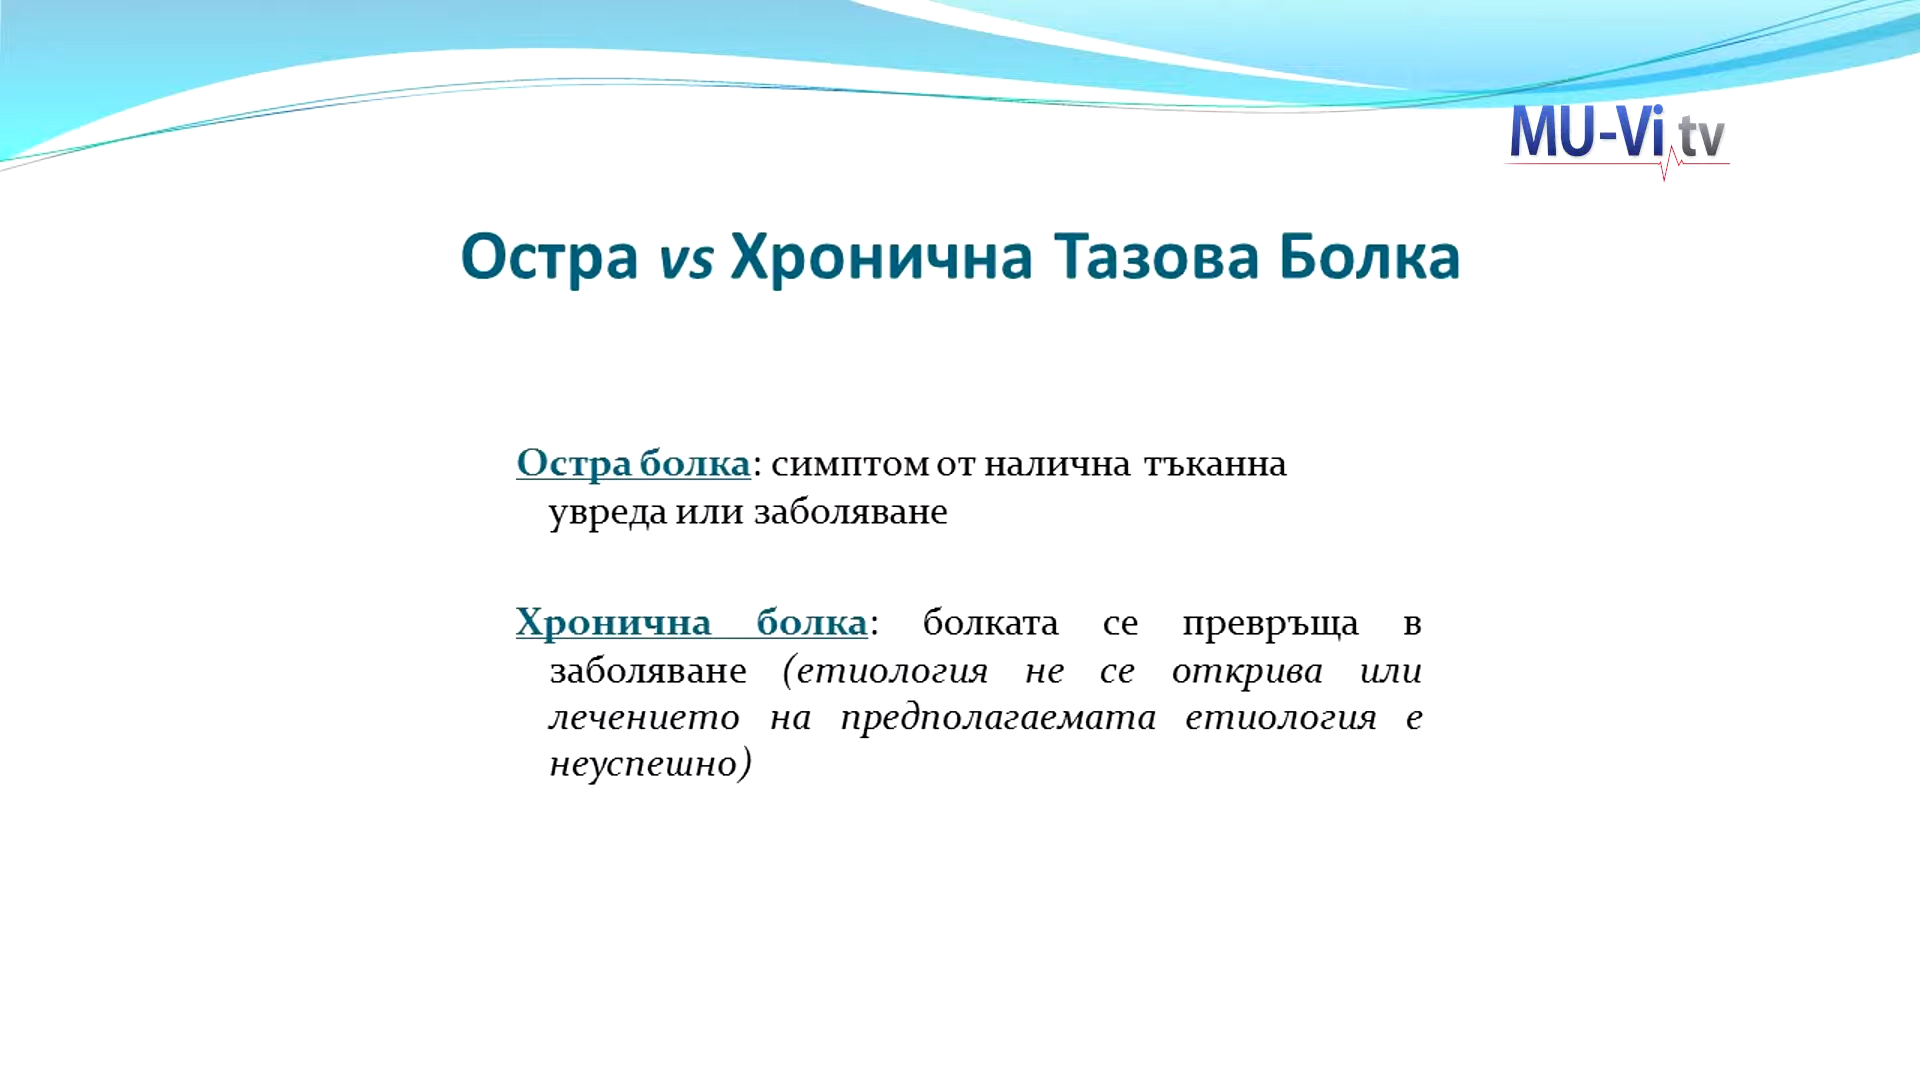 MU-Vi.tv
Остра vs Хронична Тазова Болка
Остра болка: симптом от налична тъканна
увреда или заболяване
Хронична болка: болката се превръща в
заболяване (етиология не се открива или
лечението на предполагаемата етиология е
неуспешно)